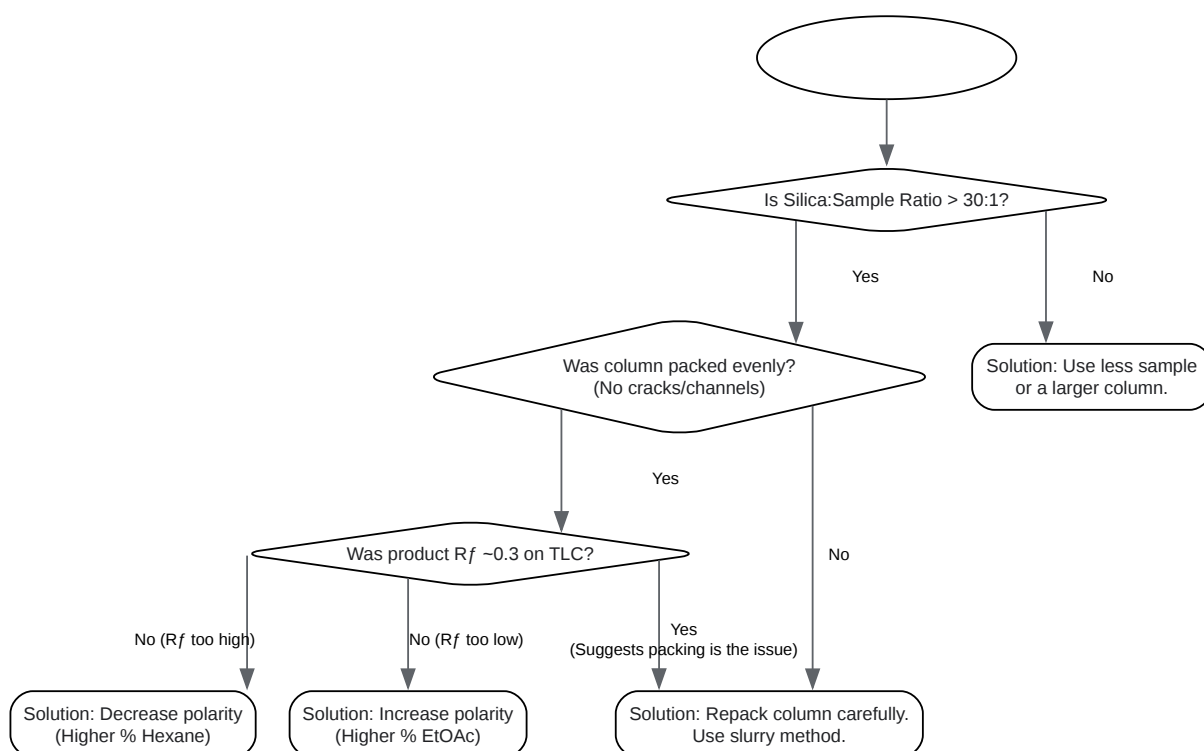 Is Silica:Sample Ratio > 30:1?
Yes
No
Was column packed evenly?
(No cracks/channels)
Solution: Use less sample
or a larger column.
Yes
No
Was product Rƒ ~0.3 on TLC?
No (Rƒ too high)
No (Rƒ too low)
Yes
(Suggests packing is the issue)
Solution: Decrease polarity
(Higher % Hexane)
Solution: Increase polarity
(Higher % EtOAc)
Solution: Repack column carefully.
Use slurry method.